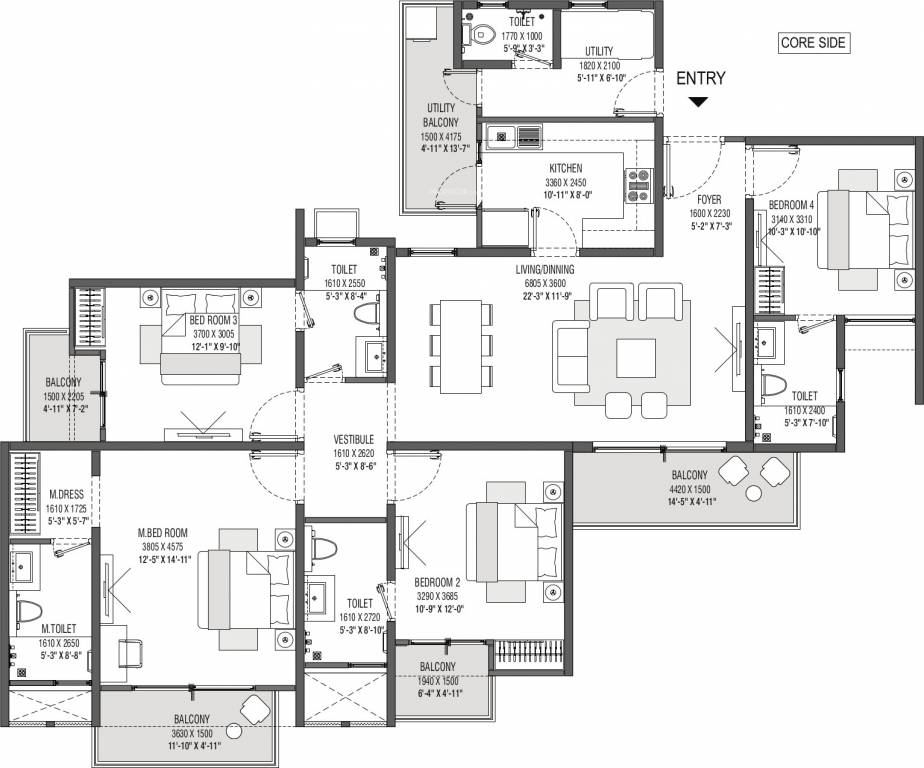 TOILET
1770 X 1000
5'-9" X 3'-3"
UTILITY
1820 X 2100
5'-11" X 6'-10"
CORE SIDE
ENTRY
UTILITY
BALCONY
1500 X 4175
4'-11" X 13'-7"
KITCHEN
3360 X 2450
10'-11" X 8'-0"
FOYER
1600 X 2230
5'-2" X 7'-3"
BEDROOM 4
3140 X 3310
10'-3" X 10'-10"
TOILET
1610 X 2550
5'-3" X 8'-4"
LIVING/DINNING
6805 X 3600
22'-3" X 11'-9"
BED ROOM 3
3700 X 3005
12'-1" X 9'-10"
BALCONY
1500 X 2205
4'-11" X 7'-2"
TOILET
1610 X 2400
5'-3" X 7'-10"
VESTIBULE
1610 X 2620
5'-3" X 8'-6"
BALCONY
4420 X 1500
14'-5" X 4'-11"
M.DRESS
1610 X 1725
5'-3" X 5'-7"
M.BED ROOM
3805 X 4575
12'-5" X 14'-11"
BEDROOM 2
3290 X 3685
10'-9" X 12'-0"
TOILET
1610 X 2720
5'-3" X 8'-10"
M.TOILET
1610 X 2650
5'-3" X 8'-8"
BALCONY
1940 X 1500
6'-4" X 4'-11"
BALCONY
3630 X 1500
11'-10" X 4'-11"